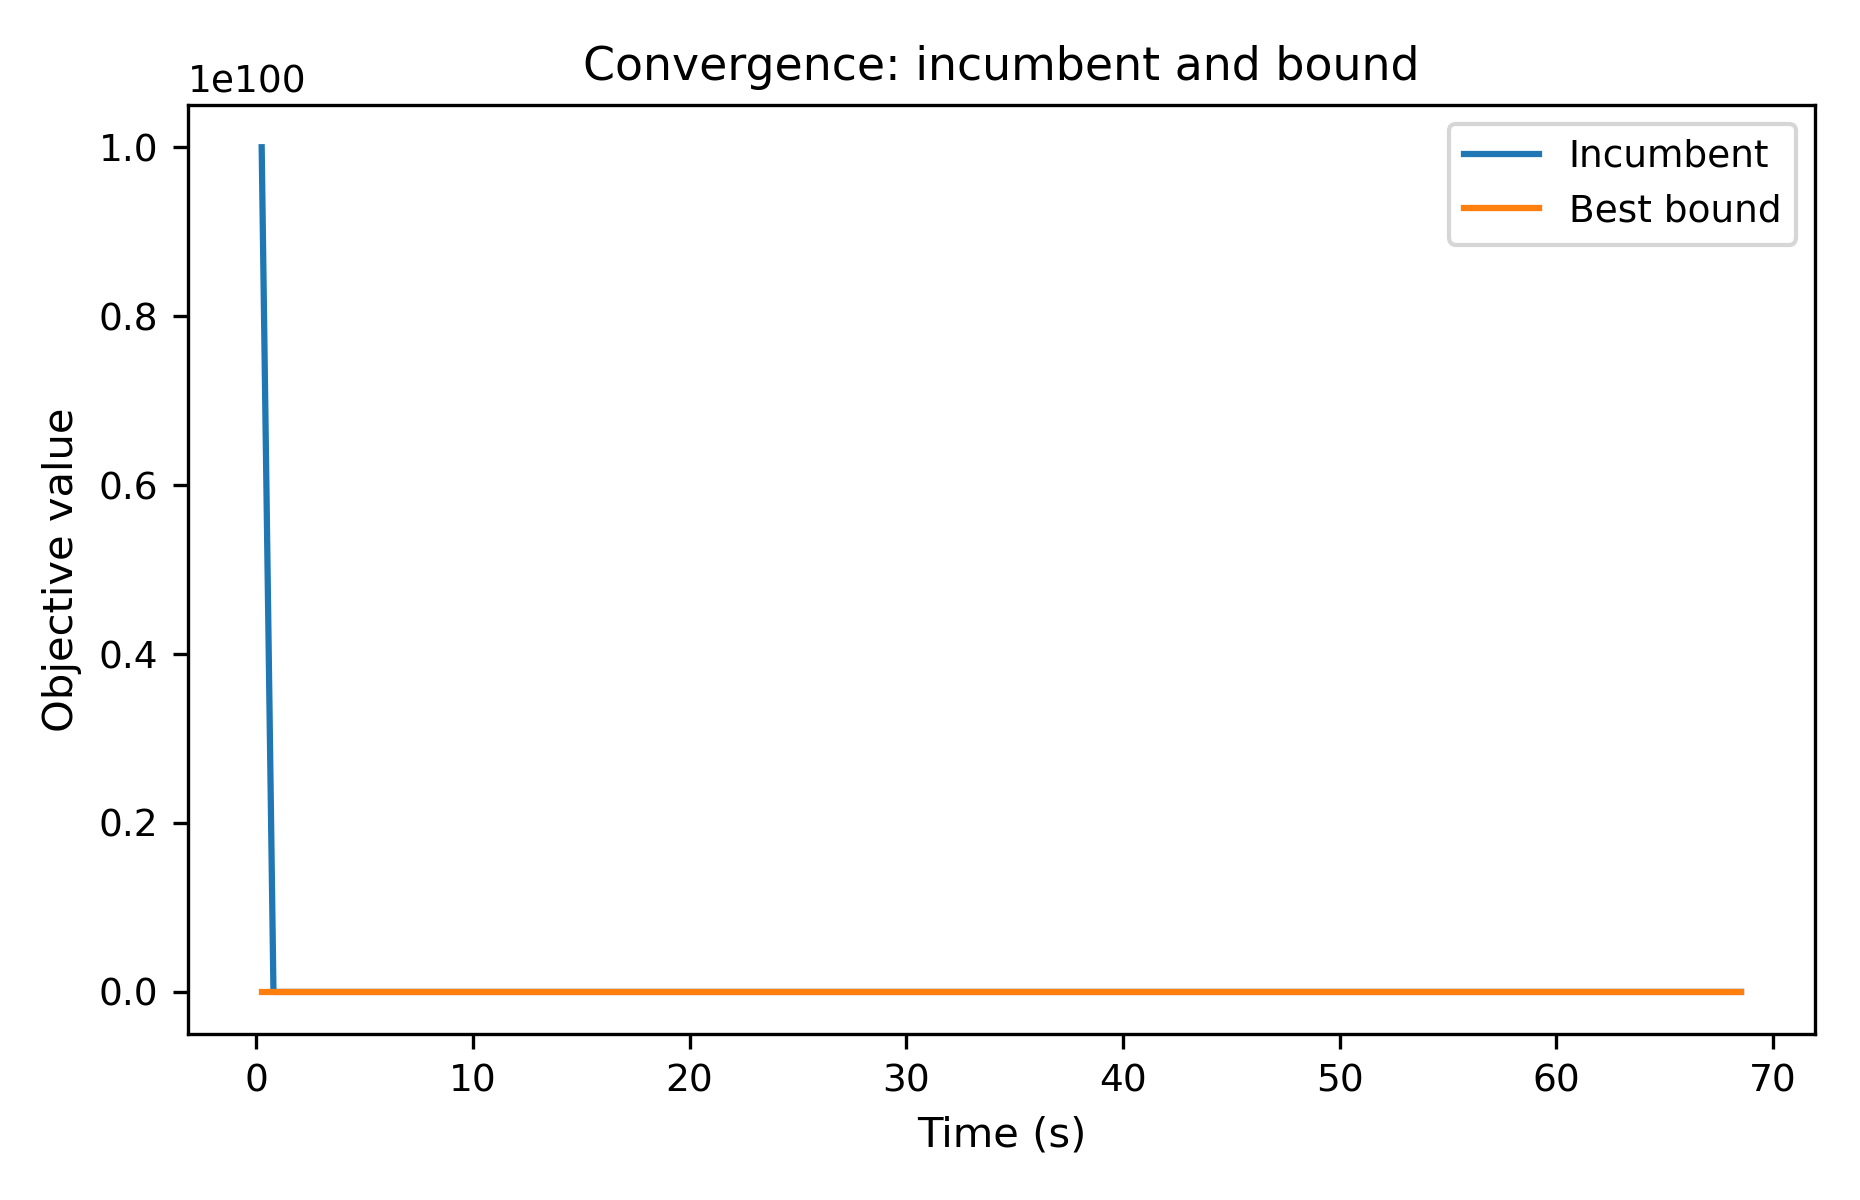 Convergence: incumbent and bound
1e100
1.0
0.8
0.6
0.4
0.2
0.0
Objective value
Incumbent
Best bound
0 10 20 30 40 50 60 70
Time (s)